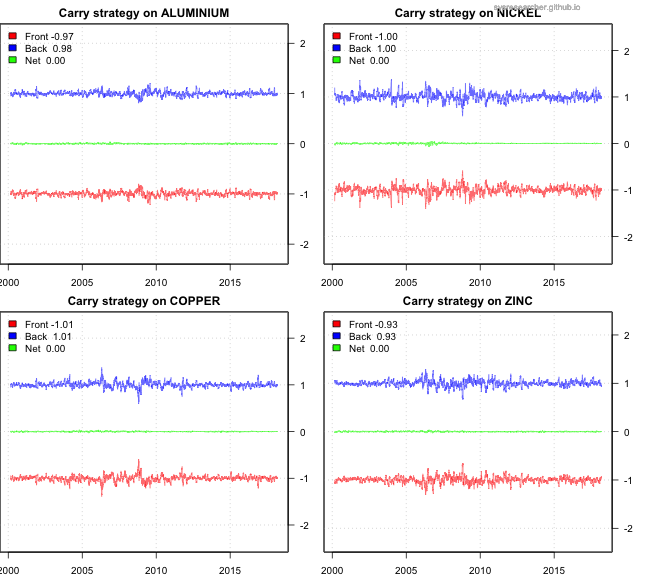 Carry strategy on ALUMINIUM
Front -0.97
Back 0.98
Net 0.00
2
1
0
-1
-2
2000
2005
2010
2015
Carry strategy on NICKEL
Front -1.00
Back 1.00
Net 0.00
2
1
0
-1
-2
2000
2005
2010
2015
Carry strategy on COPPER
Front -1.01
Back 1.01
Net 0.00
2
1
0
-1
-2
2000
2005
2010
2015
Carry strategy on ZINC
Front -0.93
Back 0.93
Net 0.00
2
1
0
-1
-2
2000
2005
2010
2015